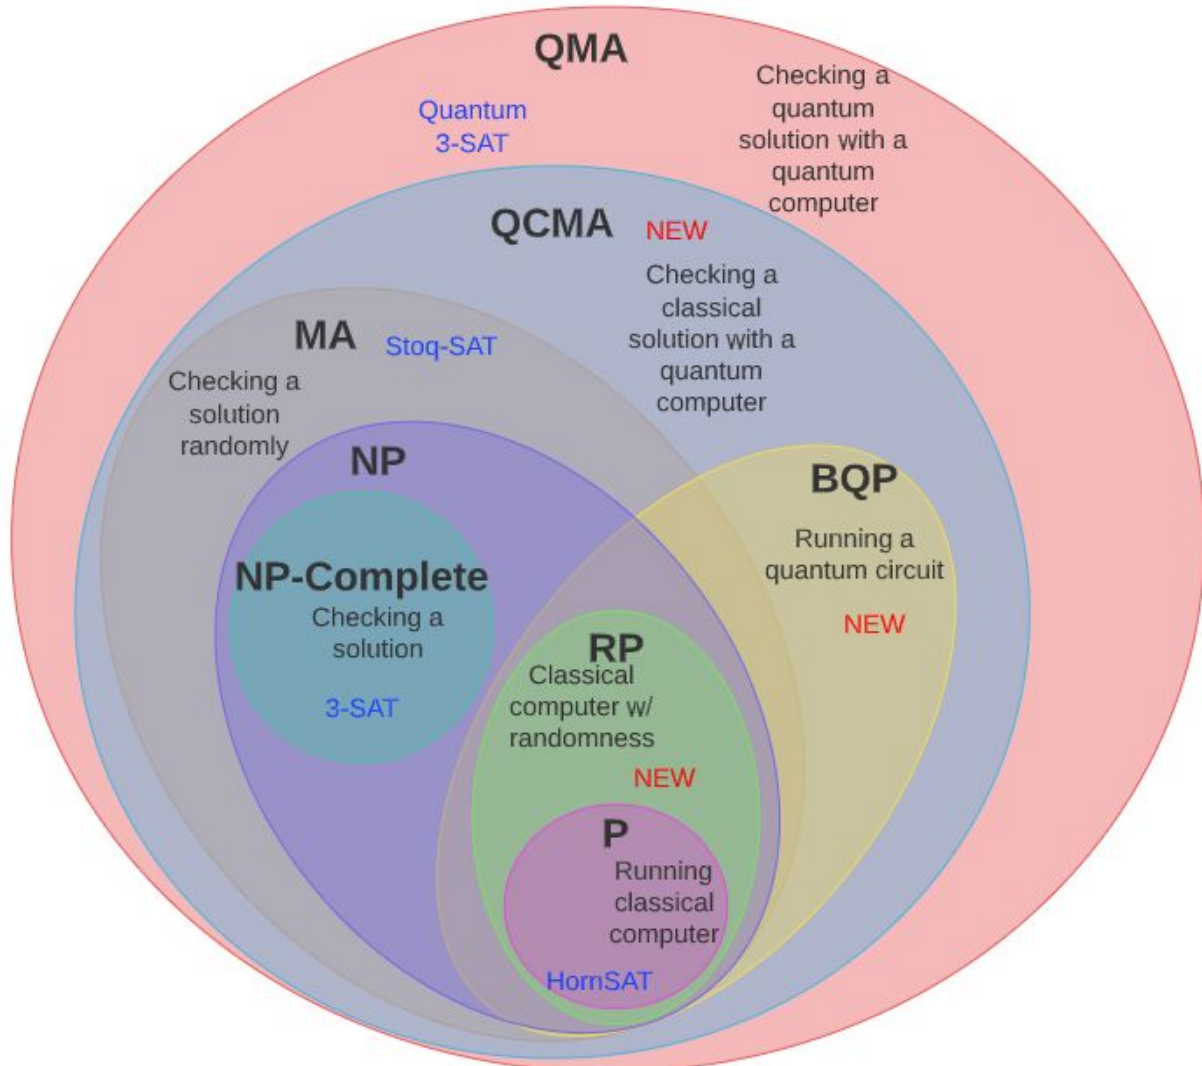 QMA
Checking a
quantum
solution with a
quantum
computer
Quantum
3-SAT
QCMA
NEW
Checking a
classical
solution with a
quantum
computer
MA
Stoq-SAT
Checking a
solution
randomly
NP
BQP
Running a
quantum circuit
NEW
NP-Complete
Checking a
solution
3-SAT
RP
Classical
computer w/
randomness
NEW
P
Running
classical
computer
HornSAT